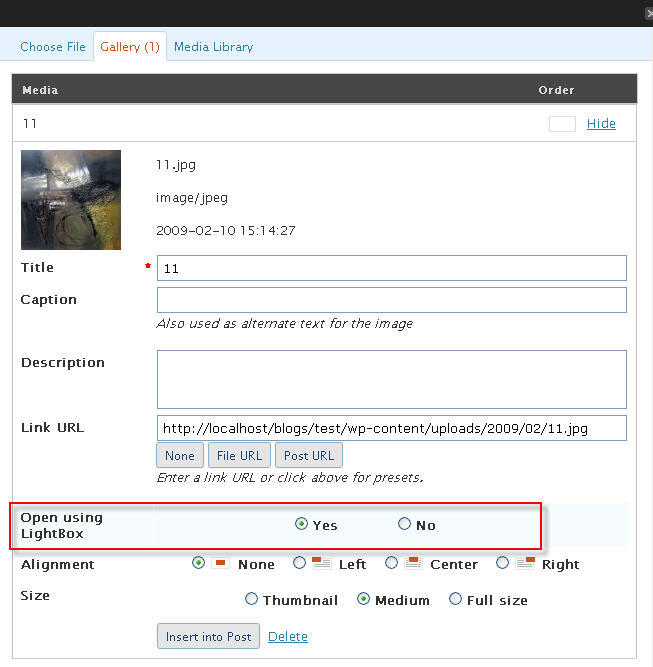 Choose File Gallery (1) Media Library
Media Order
11 Hide
11.jpg
image/jpeg
2009-02-10 15:14:27
Title * 11
Caption
Also used as alternate text for the image
Description
Link URL http://localhost/blogs/test/wp-content/uploads/2009/02/11.jpg
None File URL Post URL
Enter a link URL or click above for presets.
Open using
LightBox
Yes No
Alignment None Left Center Right
Size Thumbnail Medium Full size
Insert into Post Delete